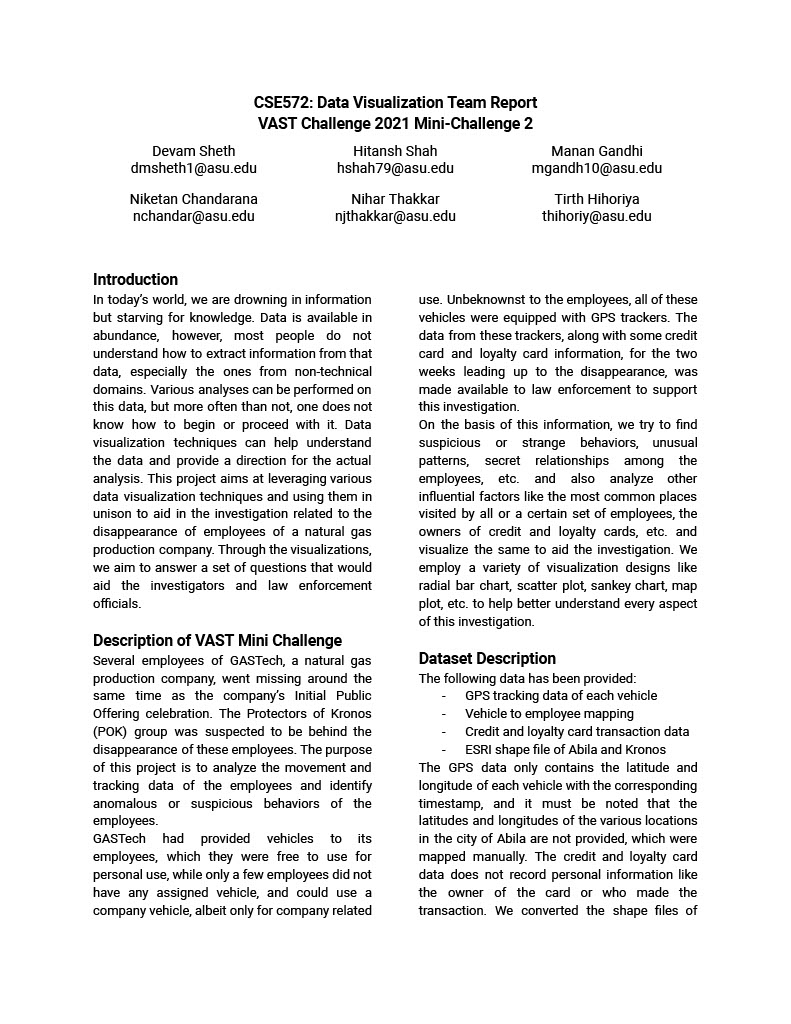 CSE572: Data Visualization Team Report
VAST Challenge 2021 Mini-Challenge 2
Devam Sheth
dmsheth1@asu.edu
Hitansh Shah
hshah79@asu.edu
Manan Gandhi
mgandh10@asu.edu
Niketan Chandarana
nchandar@asu.edu
Nihar Thakkar
njthakkar@asu.edu
Tirth Hihoriya
thihoriy@asu.edu
Introduction
In today's world, we are drowning in information
but starving for knowledge. Data is available in
abundance, however, most people do not
understand how to extract information from that
data, especially the ones from non-technical
domains. Various analyses can be performed on
this data, but more often than not, one does not
know how to begin or proceed with it. Data
visualization techniques can help understand
the data and provide a direction for the actual
analysis. This project aims at leveraging various
data visualization techniques and using them in
unison to aid in the investigation related to the
disappearance of employees of a natural gas
production company. Through the visualizations,
we aim to answer a set of questions that would
aid the investigators and law enforcement
officials.
Description of VAST Mini Challenge
Several employees of GASTech, a natural gas
production company, went missing around the
same time as the company's Initial Public
Offering celebration. The Protectors of Kronos
(POK) group was suspected to be behind the
disappearance of these employees. The purpose
of this project is to analyze the movement and
tracking data of the employees and identify
anomalous or suspicious behaviors of the
employees.
GASTech had provided vehicles to its
employees, which they were free to use for
personal use, while only a few employees did not
have any assigned vehicle, and could use a
company vehicle, albeit only for company related
use. Unbeknownst to the employees, all of these
vehicles were equipped with GPS trackers. The
data from these trackers, along with some credit
card and loyalty card information, for the two
weeks leading up to the disappearance, was
made available to law enforcement to support
this investigation.
On the basis of this information, we try to find
suspicious or strange behaviors, unusual
patterns, secret relationships among the
employees, etc. and also analyze other
influential factors like the most common places
visited by all or a certain set of employees, the
owners of credit and loyalty cards, etc. and
visualize the same to aid the investigation. We
employ a variety of visualization designs like
radial bar chart, scatter plot, sankey chart, map
plot, etc. to help better understand every aspect
of this investigation.
Dataset Description
The following data has been provided:
- GPS tracking data of each vehicle
- Vehicle to employee mapping
- Credit and loyalty card transaction data
- ESRI shape file of Abila and Kronos
The GPS data only contains the latitude and
longitude of each vehicle with the corresponding
timestamp, and it must be noted that the
latitudes and longitudes of the various locations
in the city of Abila are not provided, which were
mapped manually. The credit and loyalty card
data does not record personal information like
the owner of the card or who made the
transaction. We converted the shape files of